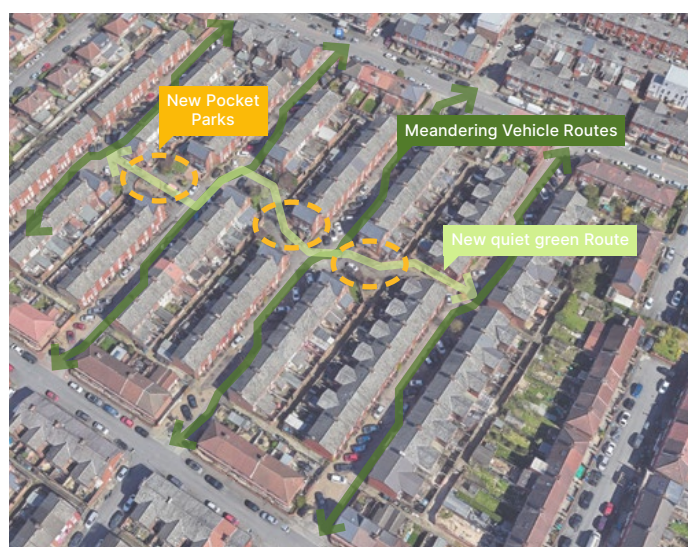 New Pocket
Parks
Meandering Vehicle Routes
New quiet green Route